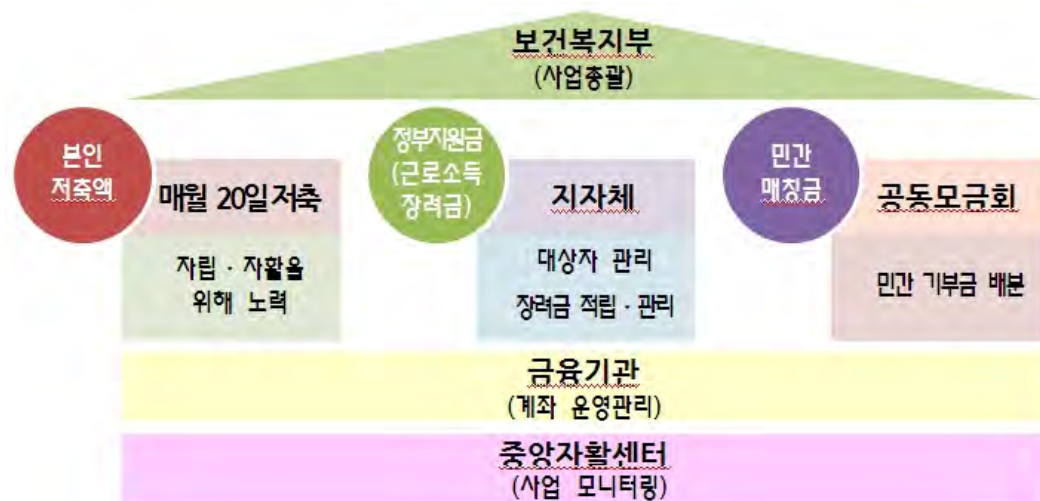 보건복지부
(사업총괄)
본인
저축액
매월 20일 저축
자립 · 자활을
위해 노력
정부지원금
(근로소득
장려금)
지자체
대상자 관리
장려금 적립 · 관리
민간
매칭금
공동모금회
민간 기부금 배분
금융기관
(계좌 운영관리)
중앙자활센터
(사업 모니터링)